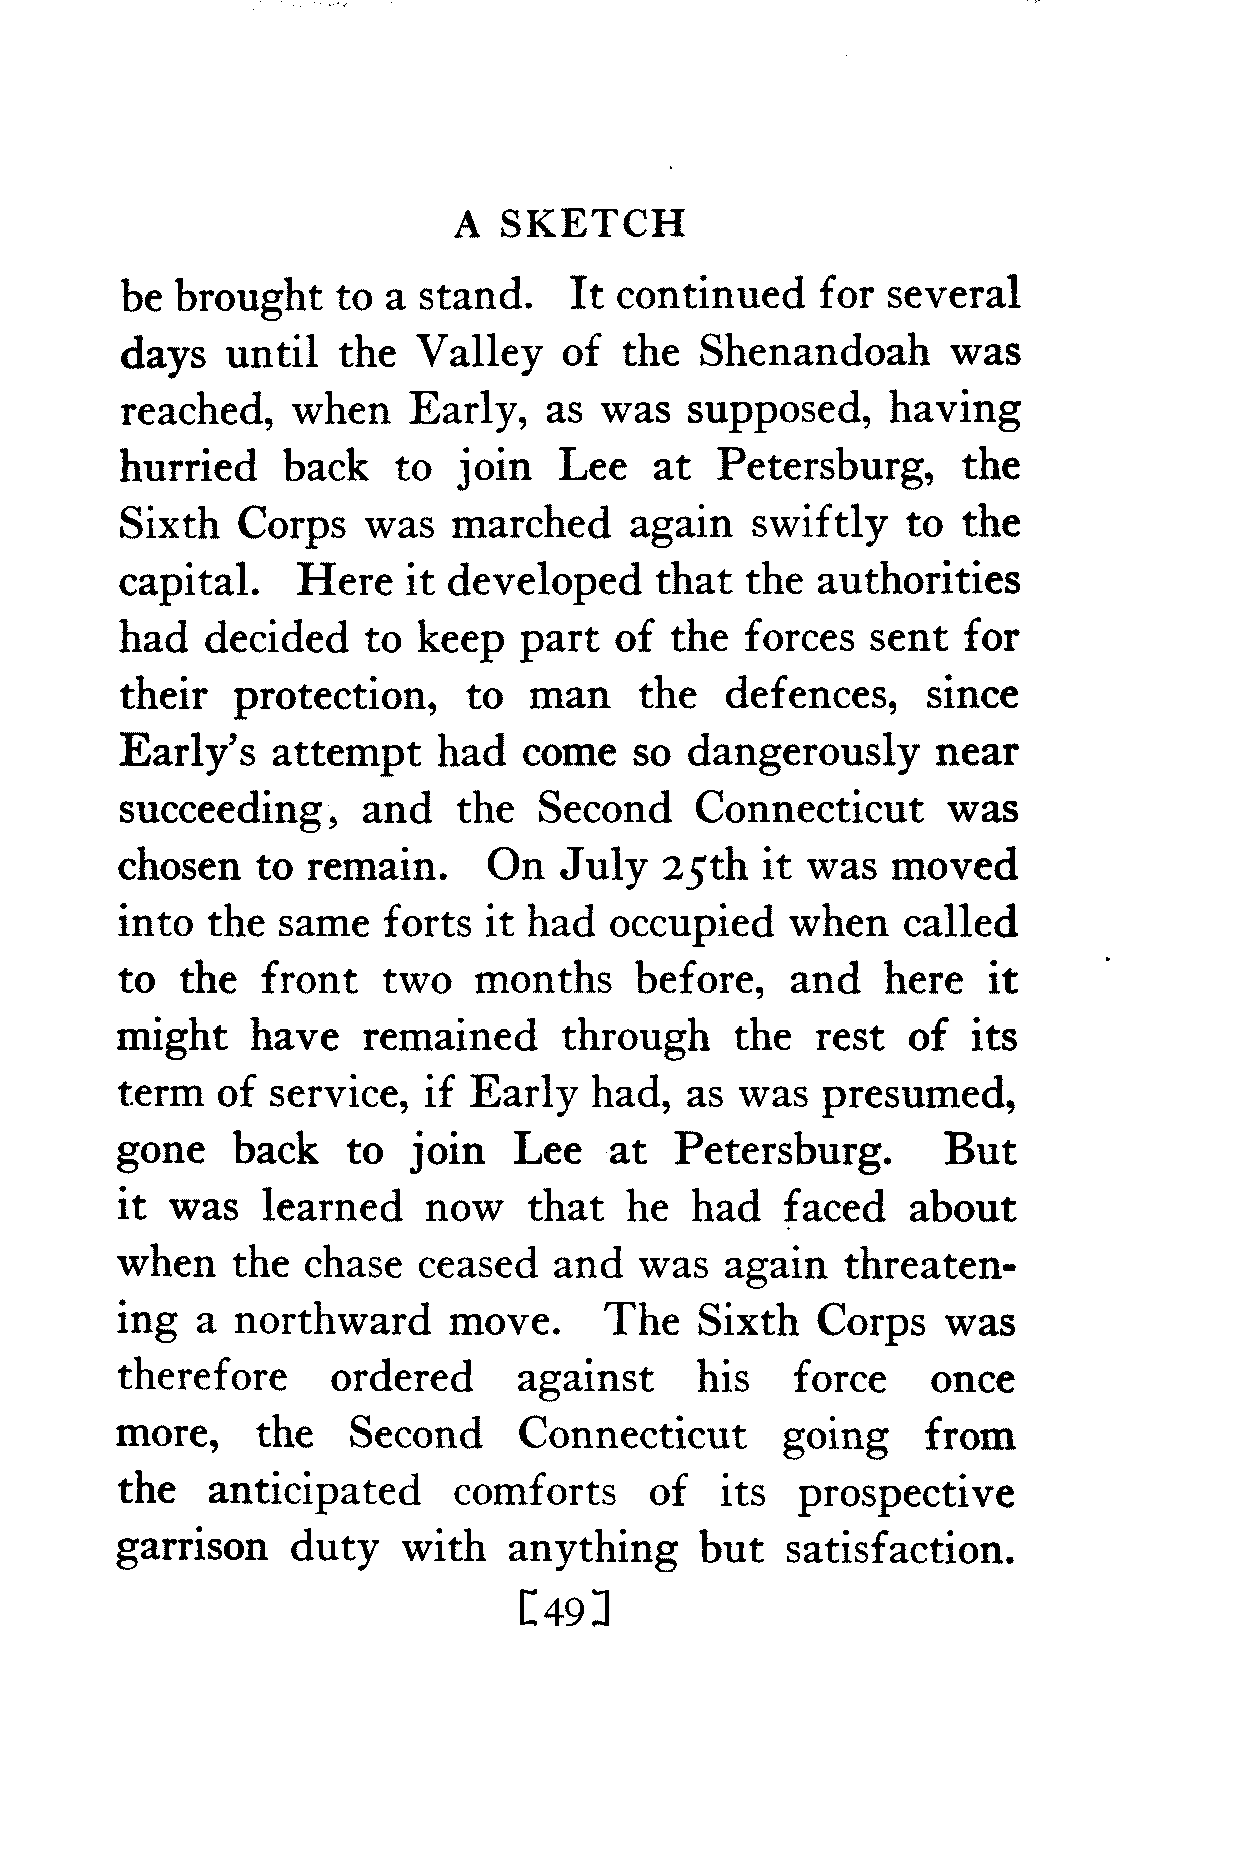 A SKETCH
be brought to a stand. It continued for several
days until the Valley of the Shenandoah was
reached, when Early, as was supposed, having
hurried back to join Lee at Petersburg, the
Sixth Corps was marched again swiftly to the
capital. Here it developed that the authorities
had decided to keep part of the forces sent for
their protection, to man the defences, since
Early's attempt had come so dangerously near
succeeding, and the Second Connecticut was
chosen to remain. On July 25th it was moved
into the same forts it had occupied when called
to the front two months before, and here it
might have remained through the rest of its
term of service, if Early had, as was presumed,
gone back to join Lee at Petersburg. But
it was learned now that he had faced about
when the chase ceased and was again threaten-
ing a northward move. The Sixth Corps was
therefore ordered against his force once
more, the Second Connecticut going from
the anticipated comforts of its prospective
garrison duty with anything but satisfaction.
[49]